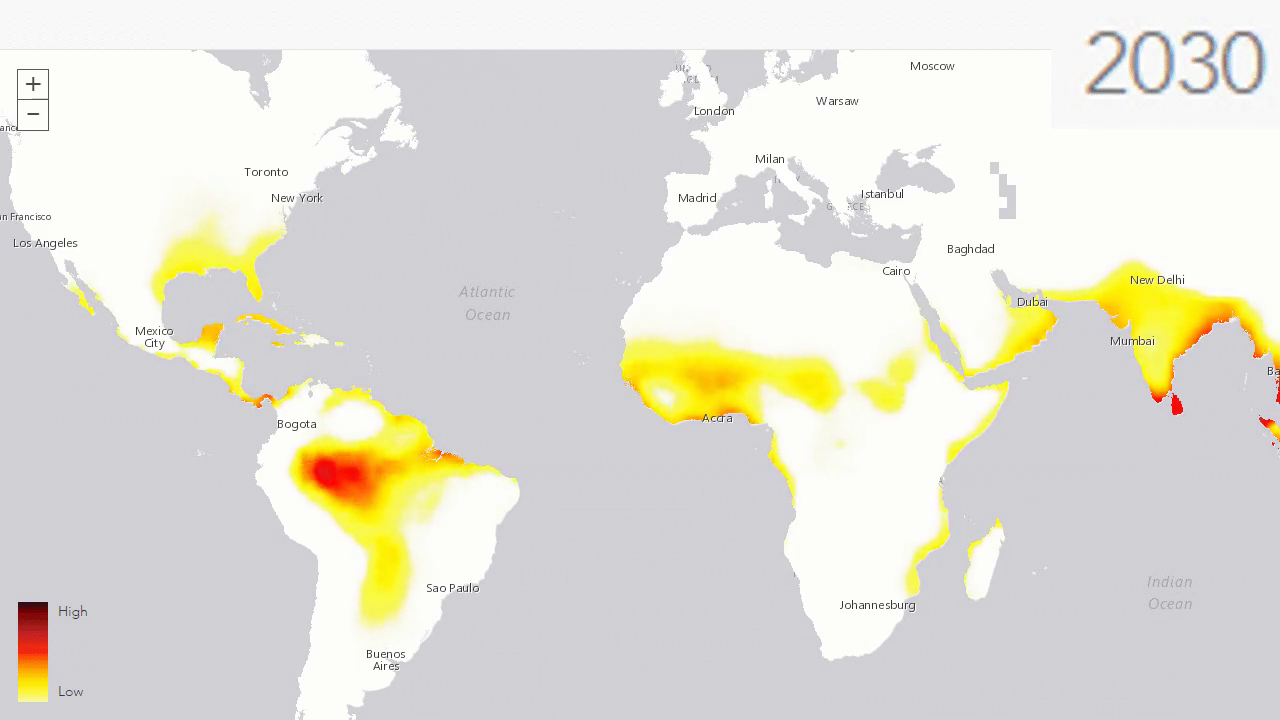 2030
+
−
Moscow
Warsaw
London
Toronto
Milan
New York
Madrid
Istanbul
n Francisco
Los Angeles
Baghdad
Cairo
New Delhi
Atlantic
Ocean
Dubai
Mexico
City
Mumbai
Ba
Accra
Bogota
Sao Paulo
Johannesburg
Indian
Ocean
High
Buenos
Aires
Low